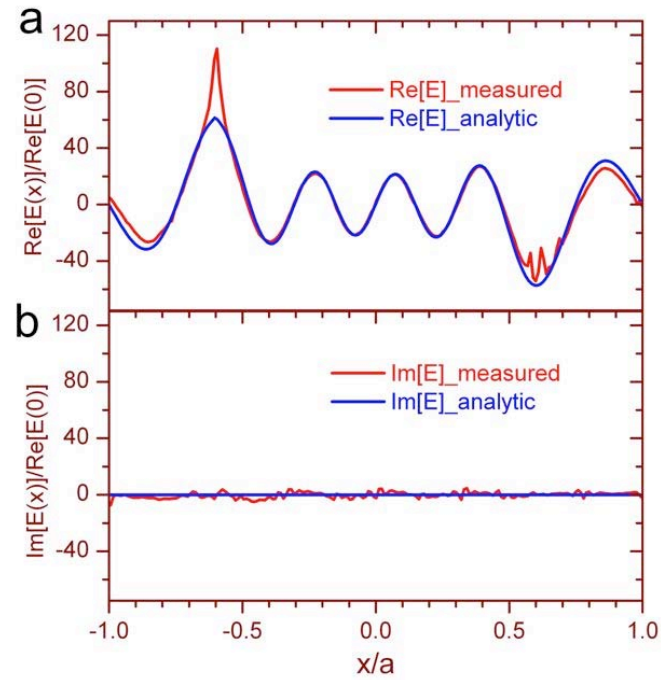 a
120
80
40
0
-40
Re[E(x)]/Re[E(0)]
Re[E]_measured
Re[E]_analytic
b
120
80
40
0
-40
Im[E(x)]/Re[E(0)]
Im[E]_measured
Im[E]_analytic
-1.0 -0.5 0.0 0.5 1.0
x/a